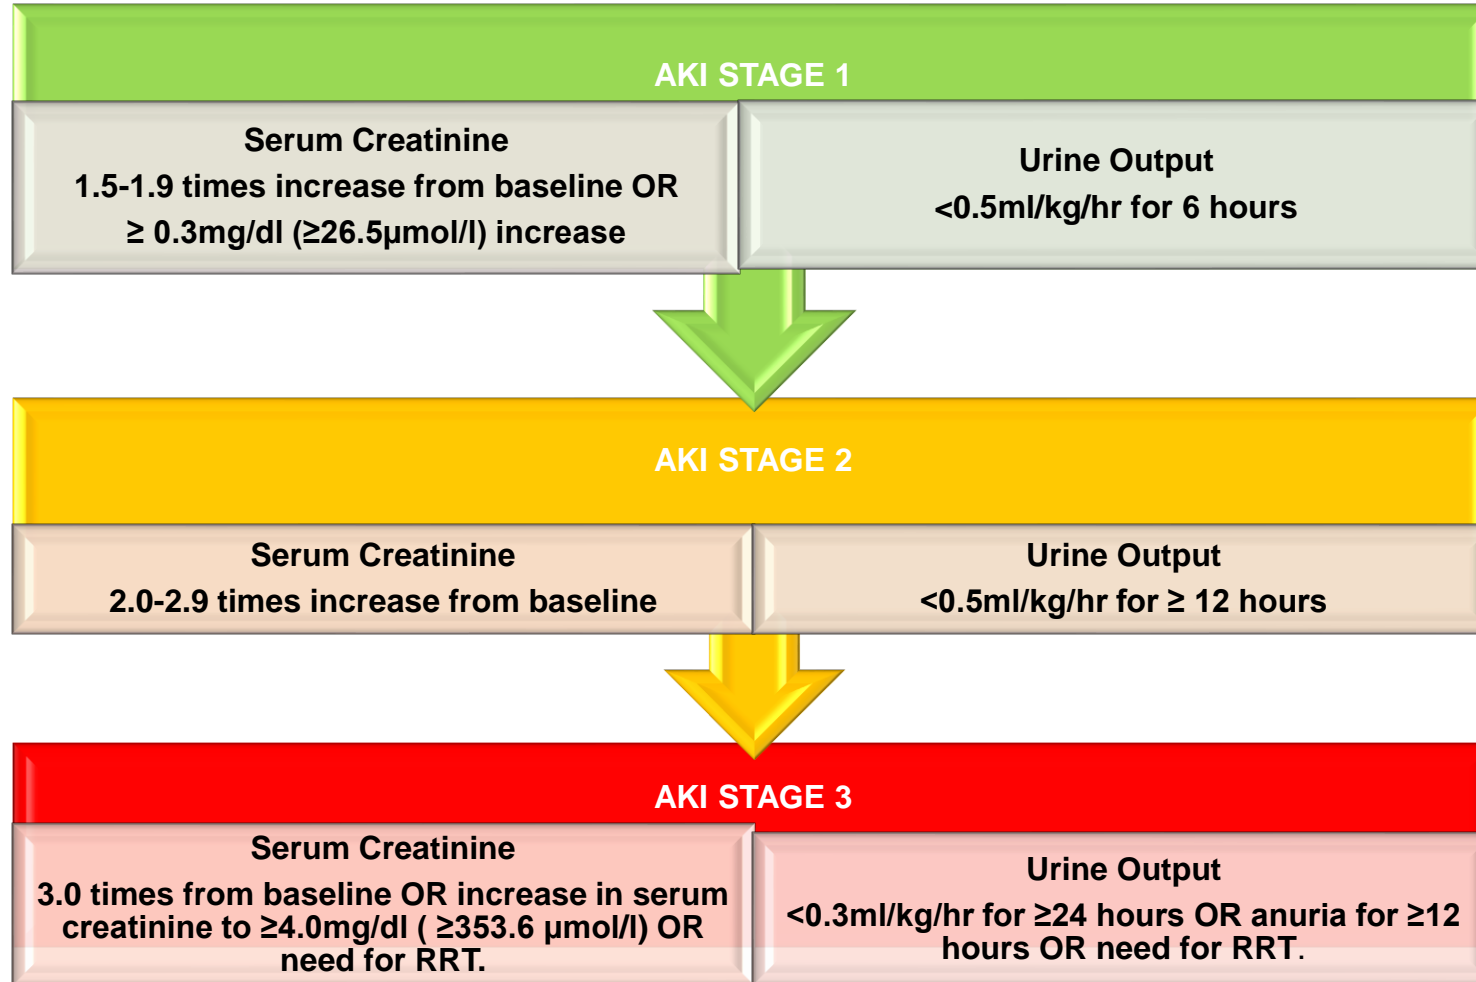 AKI STAGE 1
Serum Creatinine
1.5-1.9 times increase from baseline OR
≥ 0.3mg/dl (≥26.5μmol/l) increase
Urine Output
<0.5ml/kg/hr for 6 hours
AKI STAGE 2
Serum Creatinine
2.0-2.9 times increase from baseline
Urine Output
<0.5ml/kg/hr for ≥ 12 hours
AKI STAGE 3
Serum Creatinine
3.0 times from baseline OR increase in serum
creatinine to ≥4.0mg/dl ( ≥353.6 μmol/l) OR
need for RRT.
Urine Output
<0.3ml/kg/hr for ≥24 hours OR anuria for ≥12
hours OR need for RRT.